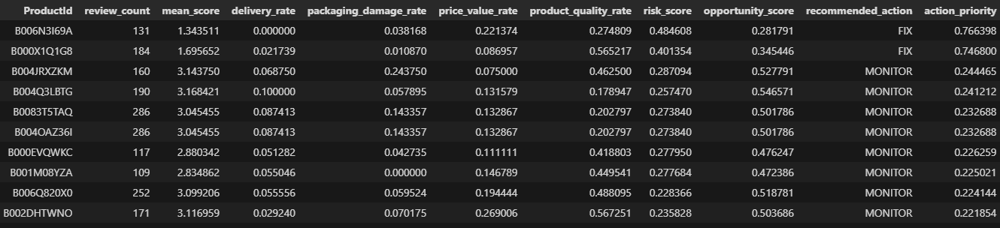 ProductId review_count mean_score delivery_rate packaging_damage_rate price_value_rate product_quality_rate risk_score opportunity_score recommended_action action_priority
B006N3I69A 131 1.343511 0.000000 0.038168 0.221374 0.274809 0.484608 0.281791 FIX 0.766398
B000X1Q1G8 184 1.695652 0.021739 0.010870 0.086957 0.565217 0.401354 0.345446 FIX 0.746800
B004JRXZKM 160 3.143750 0.068750 0.243750 0.075000 0.462500 0.287094 0.527791 MONITOR 0.244465
B004Q3LBTG 190 3.168421 0.100000 0.057895 0.131579 0.178947 0.257470 0.546571 MONITOR 0.241212
B0083T5TAQ 286 3.045455 0.087413 0.143357 0.132867 0.202797 0.273840 0.501786 MONITOR 0.232688
B004OAZ36I 286 3.045455 0.087413 0.143357 0.132867 0.202797 0.273840 0.501786 MONITOR 0.232688
B000EVQWKC 117 2.880342 0.051282 0.042735 0.111111 0.418803 0.277950 0.476247 MONITOR 0.226259
B001M08YZA 109 2.834862 0.055046 0.000000 0.146789 0.449541 0.277684 0.472386 MONITOR 0.225021
B006Q820X0 252 3.099206 0.055556 0.059524 0.194444 0.488095 0.228366 0.518781 MONITOR 0.224144
B002DHTWNO 171 3.116959 0.029240 0.070175 0.269006 0.567251 0.235828 0.503686 MONITOR 0.221854